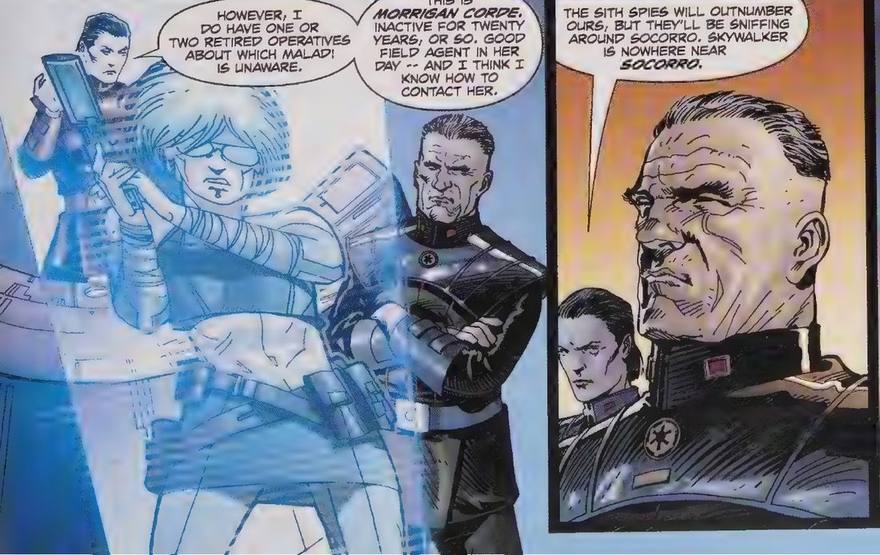 HOWEVER, I
DO HAVE ONE OR
TWO RETIRED OPERATIVES
ABOUT WHICH MALADI
IS UNAWARE.
THIS IS
MORRIGAN CORDE,
INACTIVE FOR TWENTY
YEARS, OR SO. GOOD
FIELD AGENT IN HER
DAY -- AND I THINK I
KNOW HOW TO
CONTACT HER.
THE SITH SPIES WILL OUTNUMBER
OURS, BUT THEY'LL BE SNIFFING
AROUND SOCORRO. SKYWALKER
IS NOWHERE NEAR
SOCORRO.